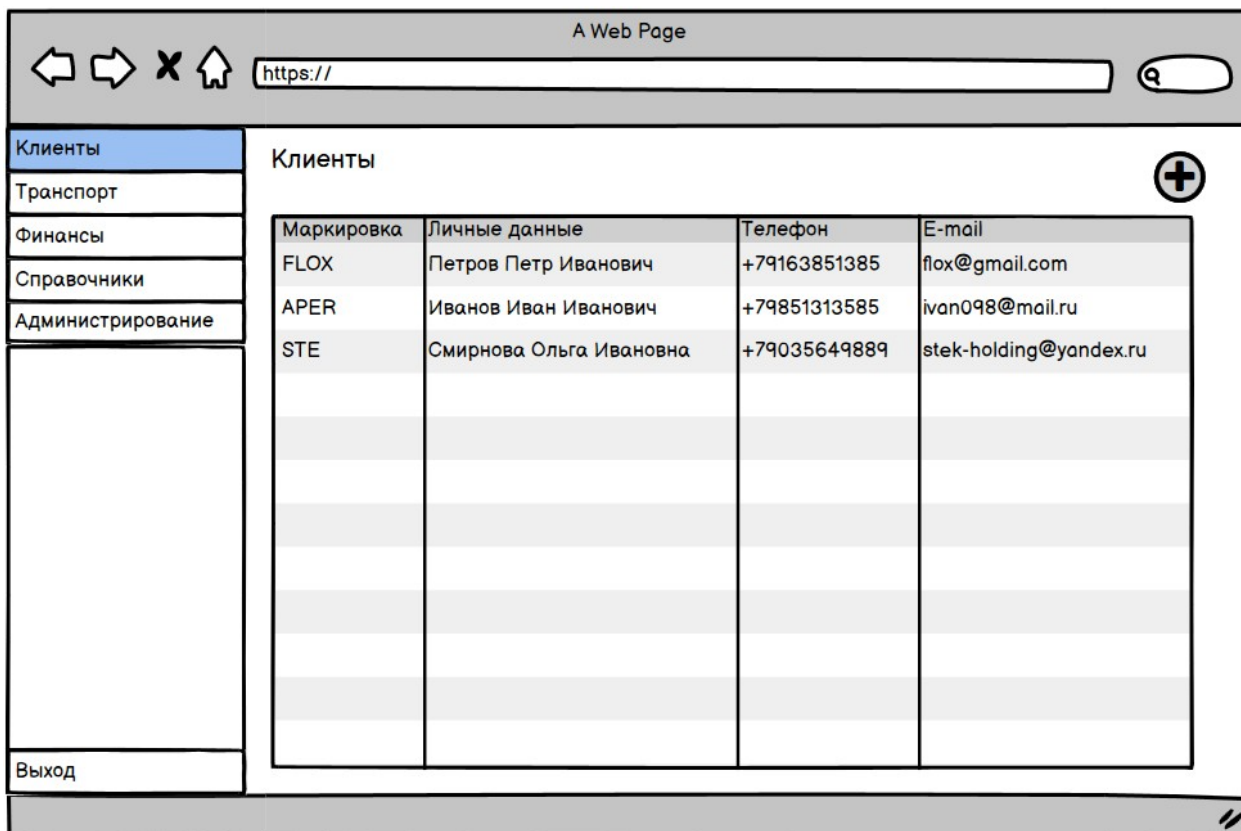 A Web Page
https://
Клиенты
Транспорт
Финансы
Справочники
Администрирование
Выход
Клиенты
Маркировка Личные данные Телефон E-mail
FLOX Петров Петр Иванович +79163851385 flox@gmail.com
APER Иванов Иван Иванович +79851313585 ivan098@mail.ru
STE Смирнова Ольга Ивановна +79035649889 stek-holding@yandex.ru